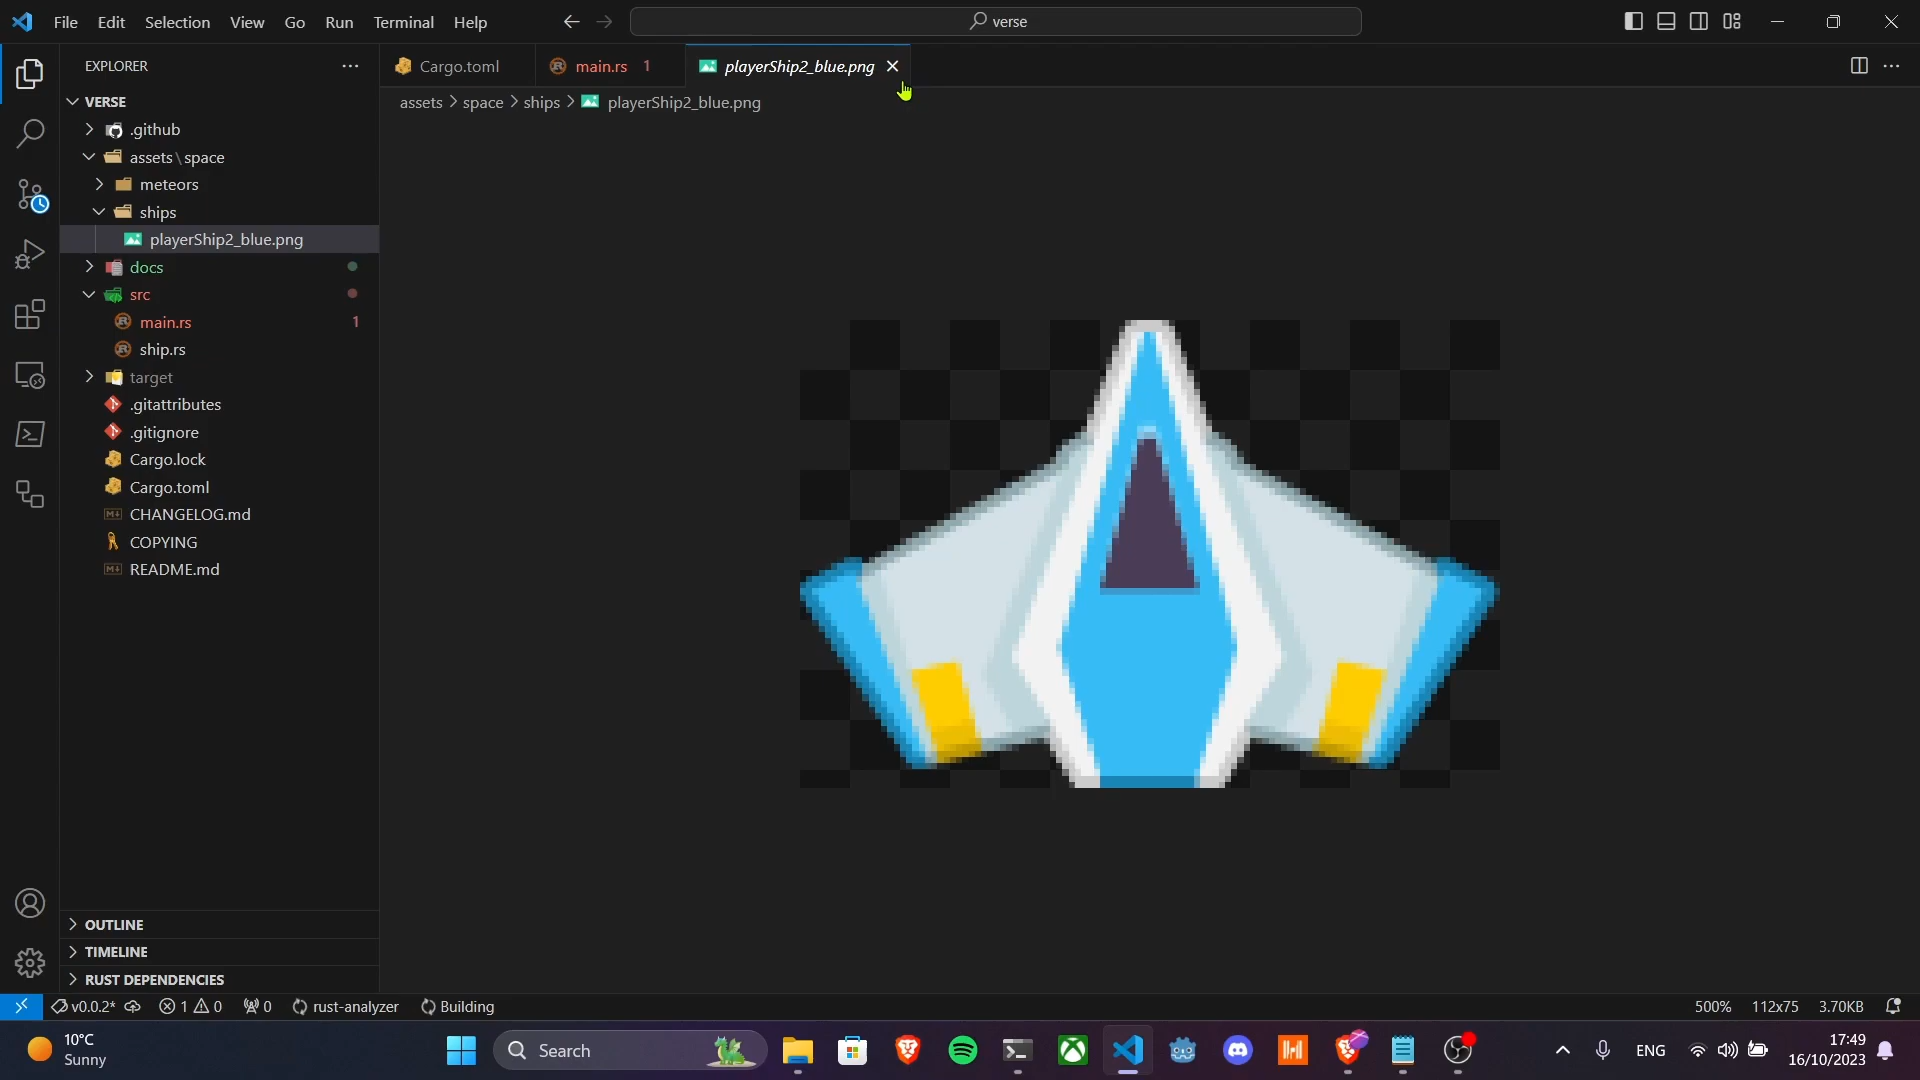 File Edit Selection View Go Run Terminal Help
verse
EXPLORER
Cargo.toml
main.rs 1
playerShip2_blue.png
assets > space > ships > playerShip2_blue.png
VERSE
.github
assets\space
meteors
ships
playerShip2_blue.png
docs
src
main.rs 1
ship.rs
target
.gitattributes
.gitignore
Cargo.lock
Cargo.toml
CHANGELOG.md
COPYING
README.md
OUTLINE
TIMELINE
RUST DEPENDENCIES
v0.0.2* 1 0 0 rust-analyzer Building
500% 112x75 3.70KB
10°C
Sunny
Search
ENG
17:49
16/10/2023